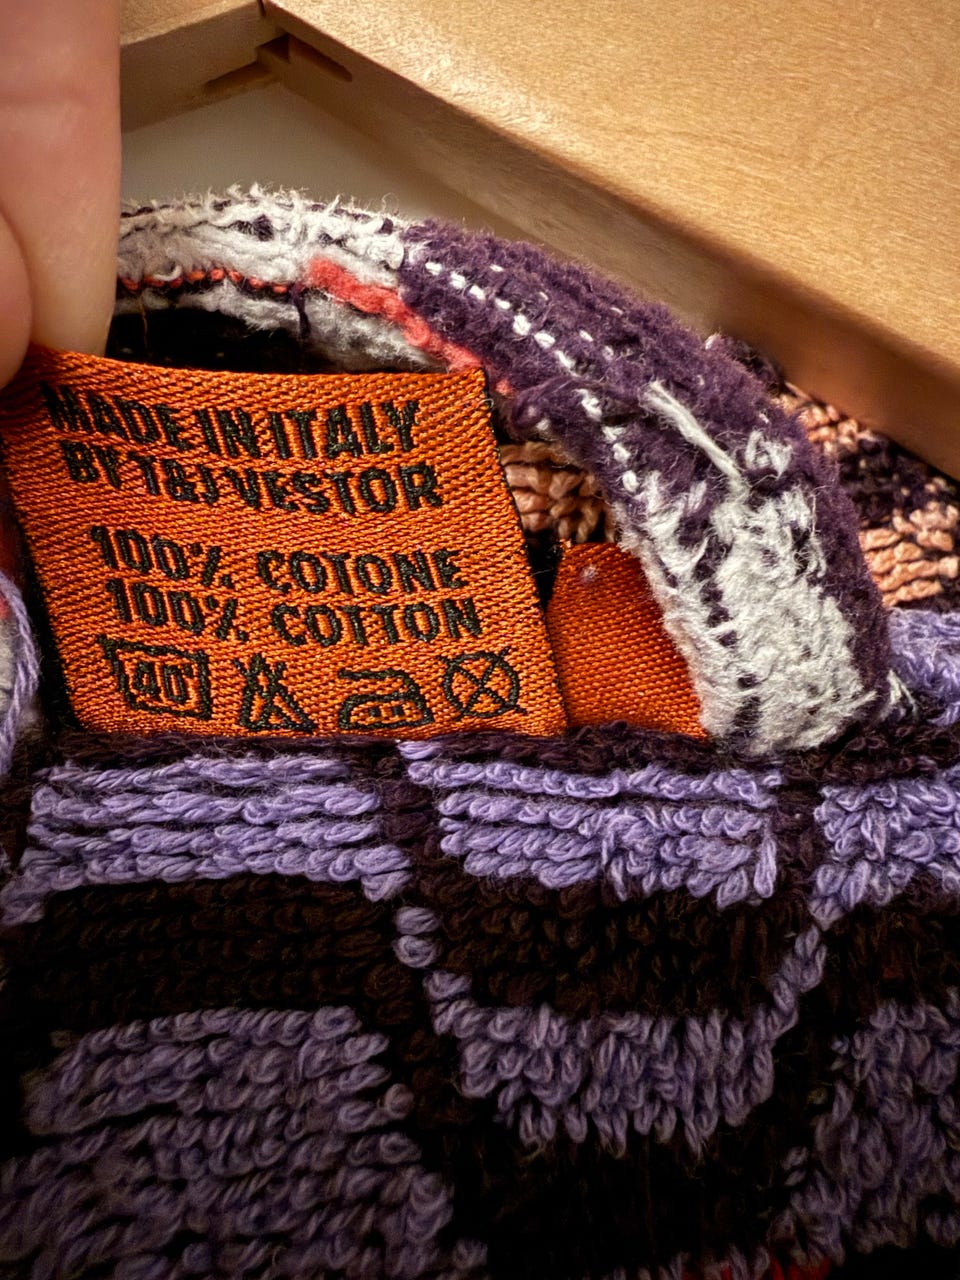 MADE IN ITALY
BY T&J VESTOR
100% COTONE
100% COTTON
40°